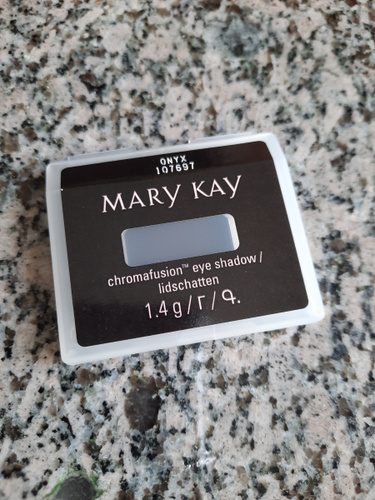 ONYX
107697
MARY KAY
chromafusion™ eye shadow /
lidschatten
1.4 g / Г / Գ.